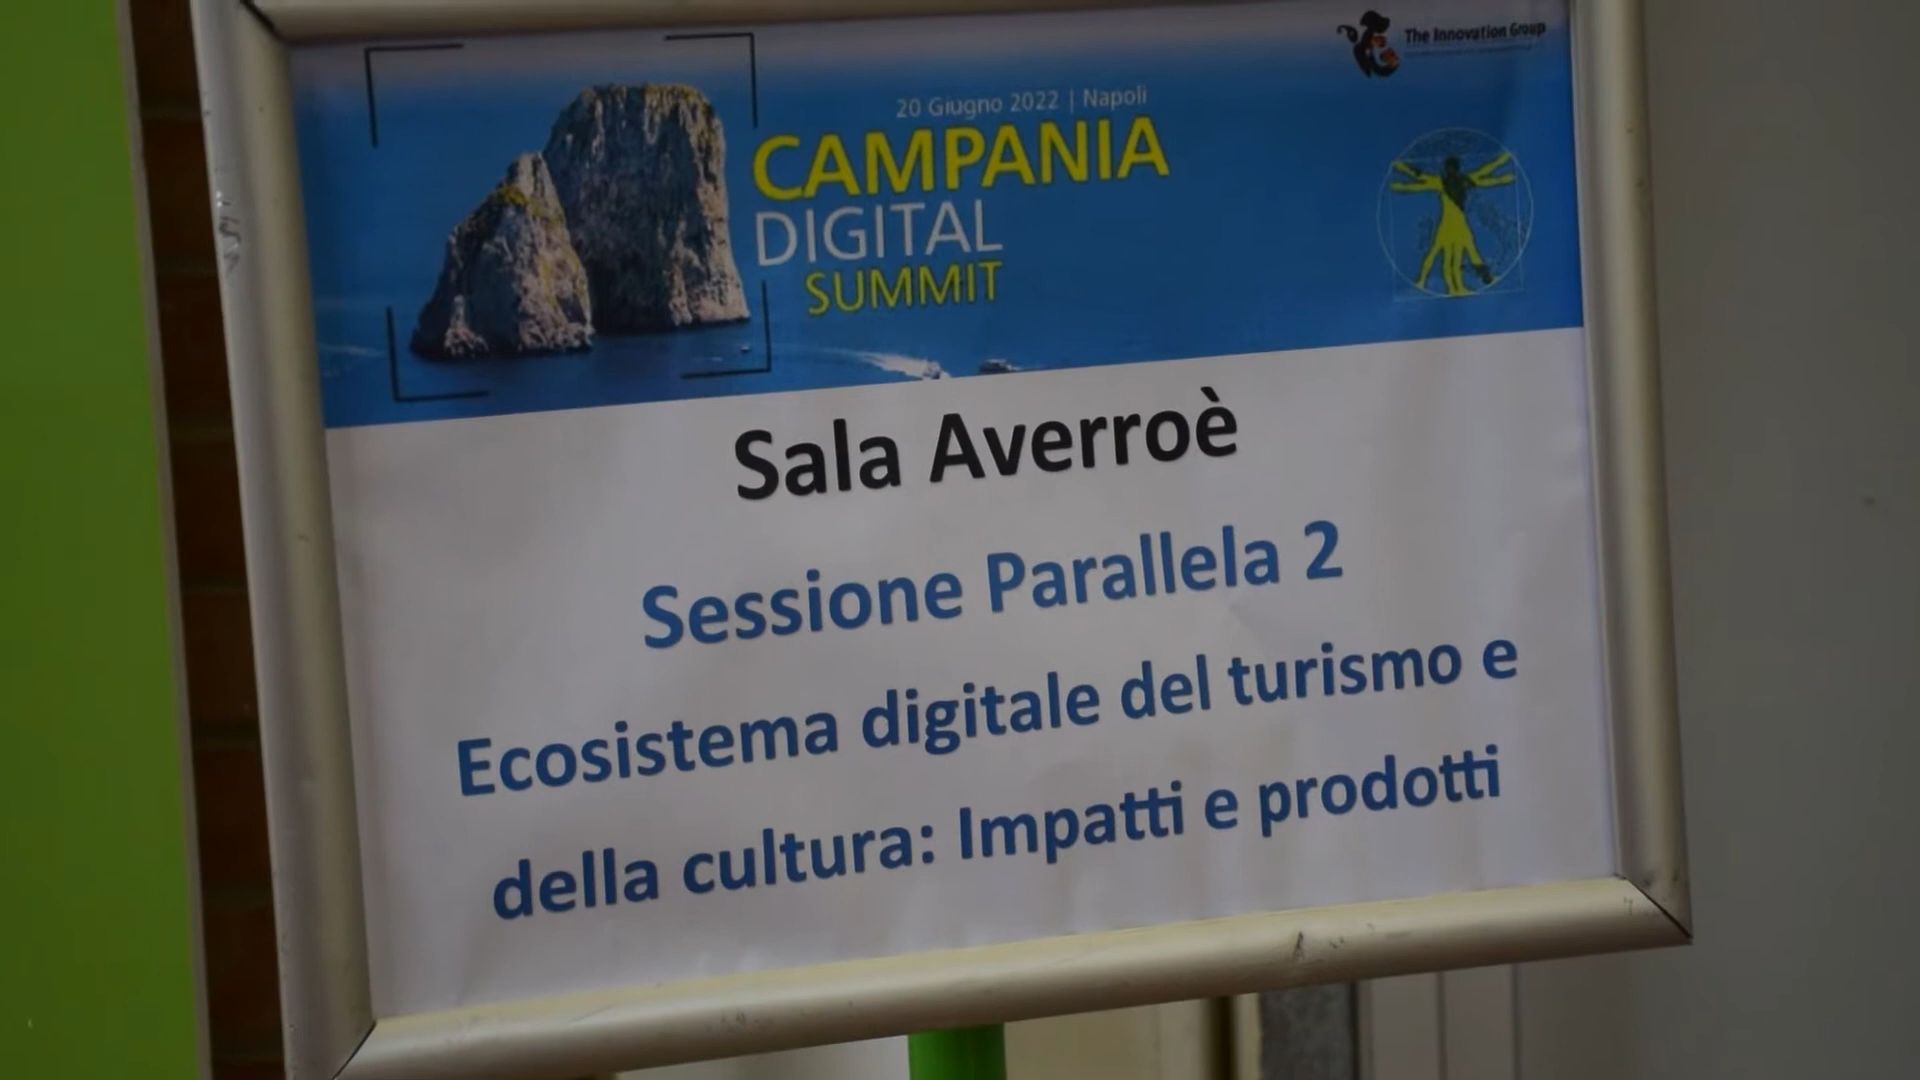 The Innovation Group
20 Giugno 2022 | Napoli
CAMPANIA
DIGITAL
SUMMIT
Sala Averroè
Sessione Parallela 2
Ecosistema digitale del turismo e
della cultura: Impatti e prodotti